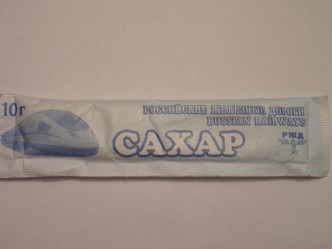 10г
РОССИЙСКИЕ ЖЕЛЕЗНЫЕ ДОРОГИ
RUSSIAN RAILWAYS
САХАР
РЖД